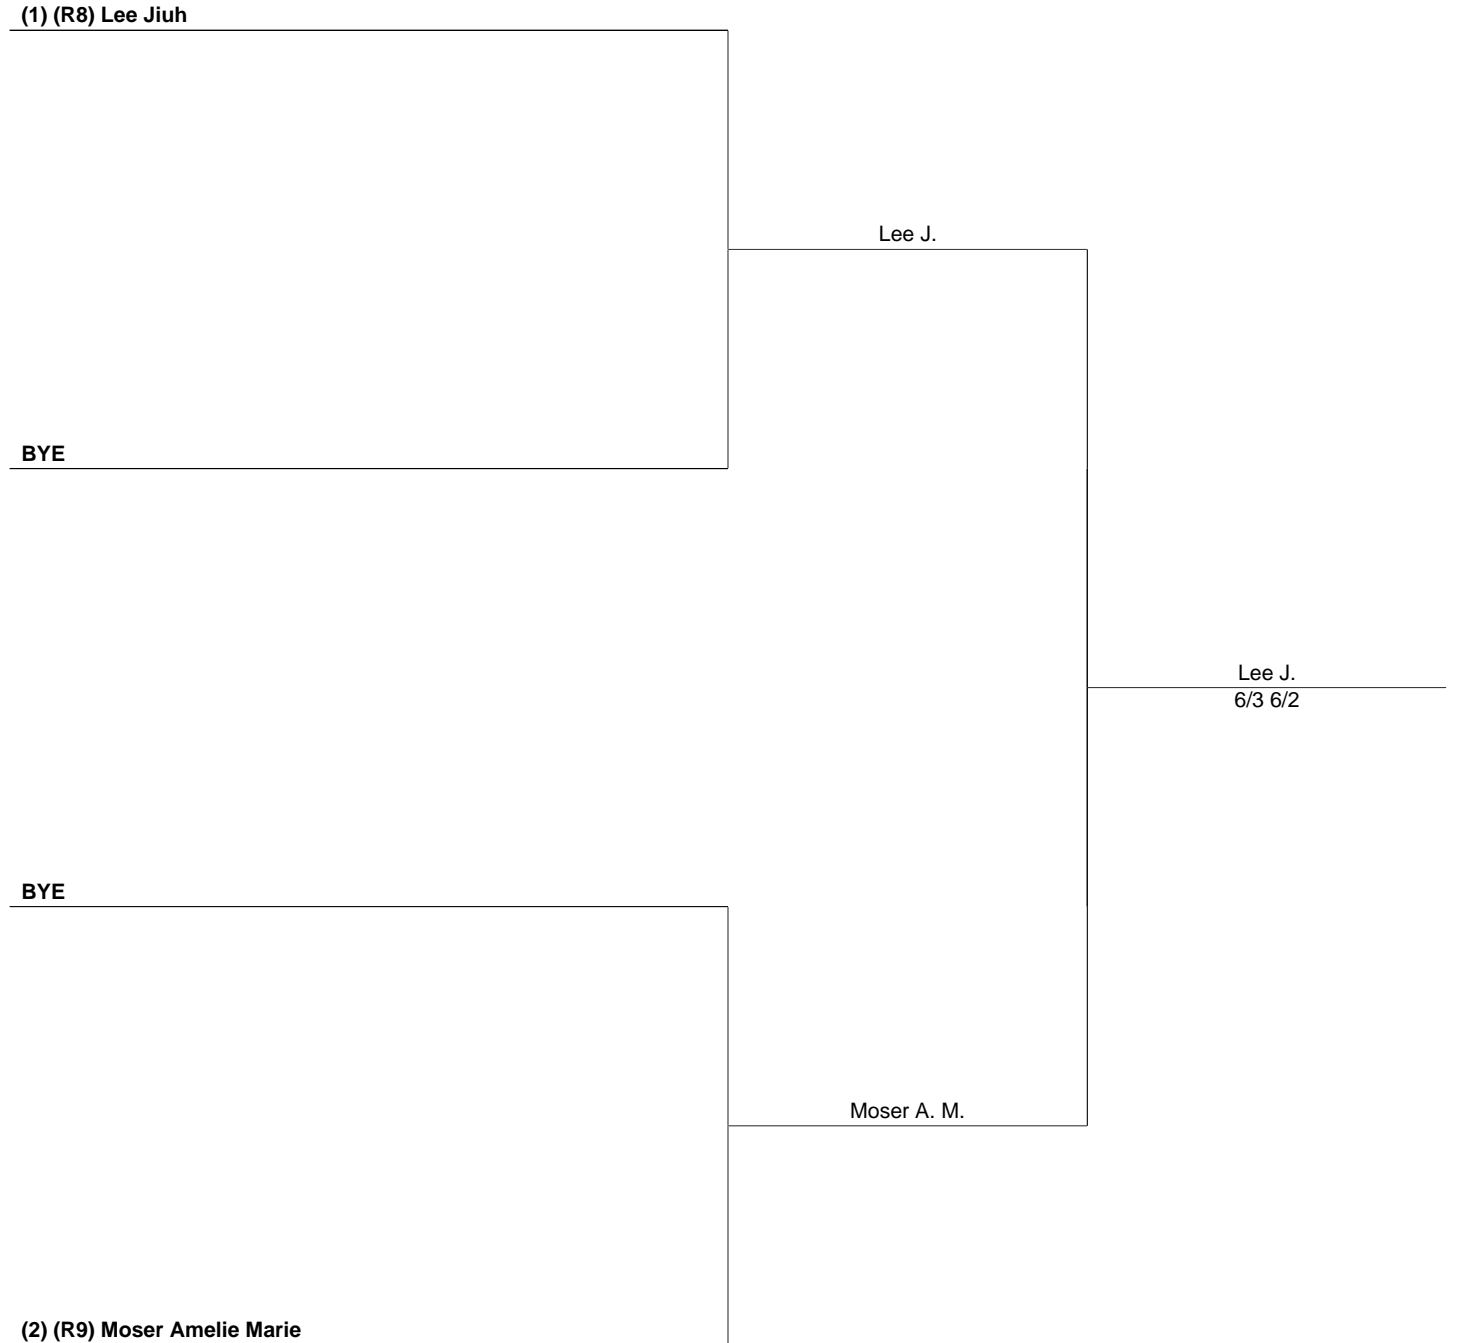 (1) (R8) Lee Jiuh
Lee J.
BYE
Lee J.
6/3 6/2
BYE
Moser A. M.
(2) (R9) Moser Amelie Marie